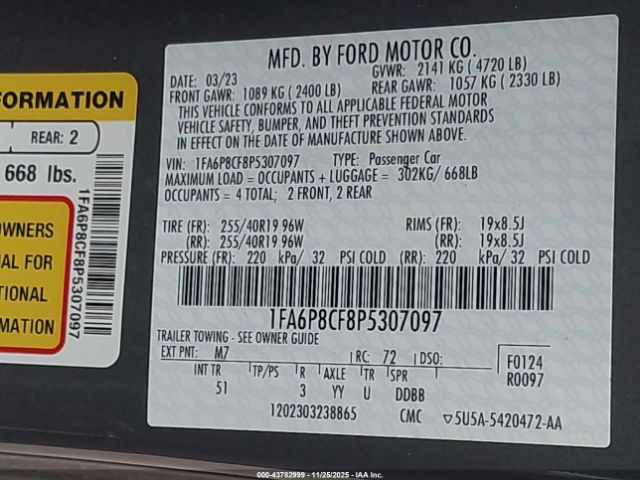 FORMATION
REAR: 2
668 lbs.
OWNERS
AL FOR
TIONAL
ATION
1FA6P8CF8P5307097
MFD. BY FORD MOTOR CO.
DATE: 03/23 GVWR: 2141 KG ( 4720 LB)
FRONT GAWR: 1089 KG ( 2400 LB) REAR GAWR: 1057 KG ( 2330 LB)
THIS VEHICLE CONFORMS TO ALL APPLICABLE FEDERAL MOTOR
VEHICLE SAFETY, BUMPER, AND THEFT PREVENTION STANDARDS
IN EFFECT ON THE DATE OF MANUFACTURE SHOWN ABOVE.
VIN: 1FA6P8CF8P5307097 TYPE: Passenger Car
MAXIMUM LOAD = OCCUPANTS + LUGGAGE = 302KG/ 668LB
OCCUPANTS = 4 TOTAL; 2 FRONT, 2 REAR
TIRE (FR): 255/40R19 96W RIMS (FR): 19x8.5J
(RR): 255/40R19 96W (RR): 19x8.5J
PRESSURE (FR): 220 kPa/ 32 PSI COLD (RR): 220 kPa/ 32 PSI COLD
1FA6P8CF8P5307097
TRAILER TOWING - SEE OWNER GUIDE
EXT PNT: M7 RC: 72 DSO: F0124
INT TR TP/PS R AXLE TR SPR R0097
51 3 YY U DDBB
1202303238865 CMC ▽5U5A-5420472-AA
000-43782999 - 11/25/2025 - IAA Inc.